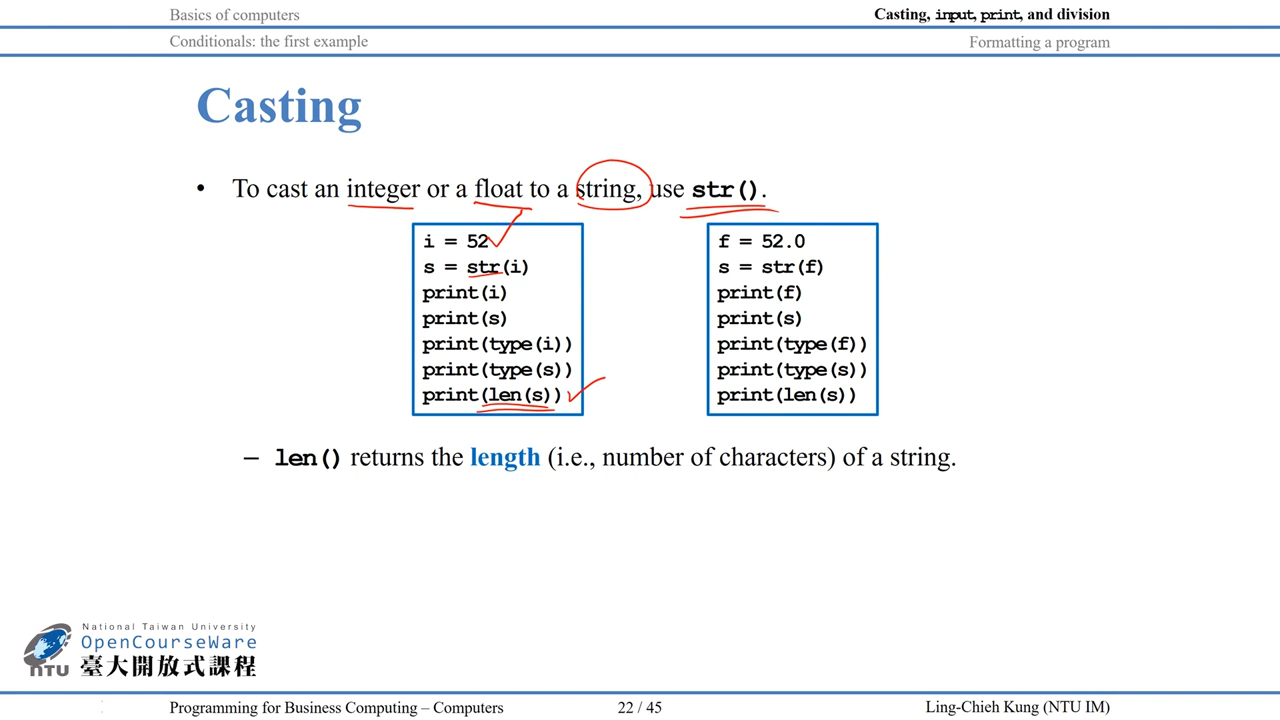 Basics of computers
Casting, input, print, and division
Conditionals: the first example
Formatting a program
Casting
• To cast an integer or a float to a string, use str().
i = 52
s = str(i)
print(i)
print(s)
print(type(i))
print(type(s))
print(len(s))
f = 52.0
s = str(f)
print(f)
print(s)
print(type(f))
print(type(s))
print(len(s))
– len() returns the length (i.e., number of characters) of a string.
National Taiwan University
OpenCourseWare
NTU 臺大開放式課程
Programming for Business Computing – Computers
22 / 45
Ling-Chieh Kung (NTU IM)